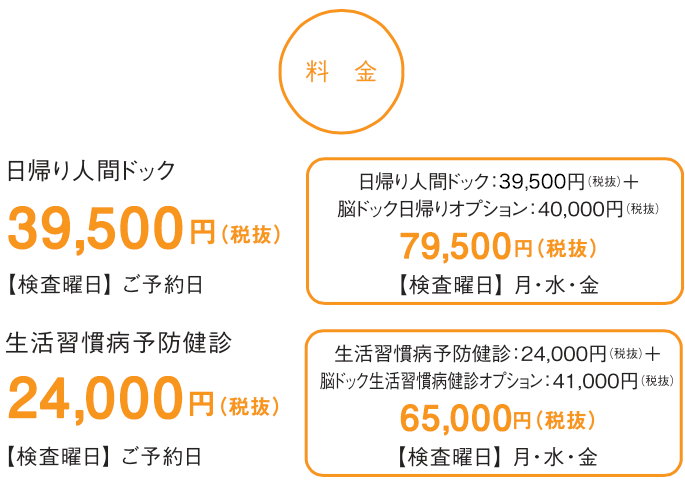 料　金
日帰り人間ドック
39,500円(税抜)
【検査曜日】ご予約日
日帰り人間ドック：39,500円(税抜)＋
脳ドック日帰りオプション：40,000円(税抜)
79,500円(税抜)
【検査曜日】月・水・金
生活習慣病予防健診
24,000円(税抜)
【検査曜日】ご予約日
生活習慣病予防健診：24,000円(税抜)＋
脳ドック生活習慣病健診オプション：41,000円(税抜)
65,000円(税抜)
【検査曜日】月・水・金